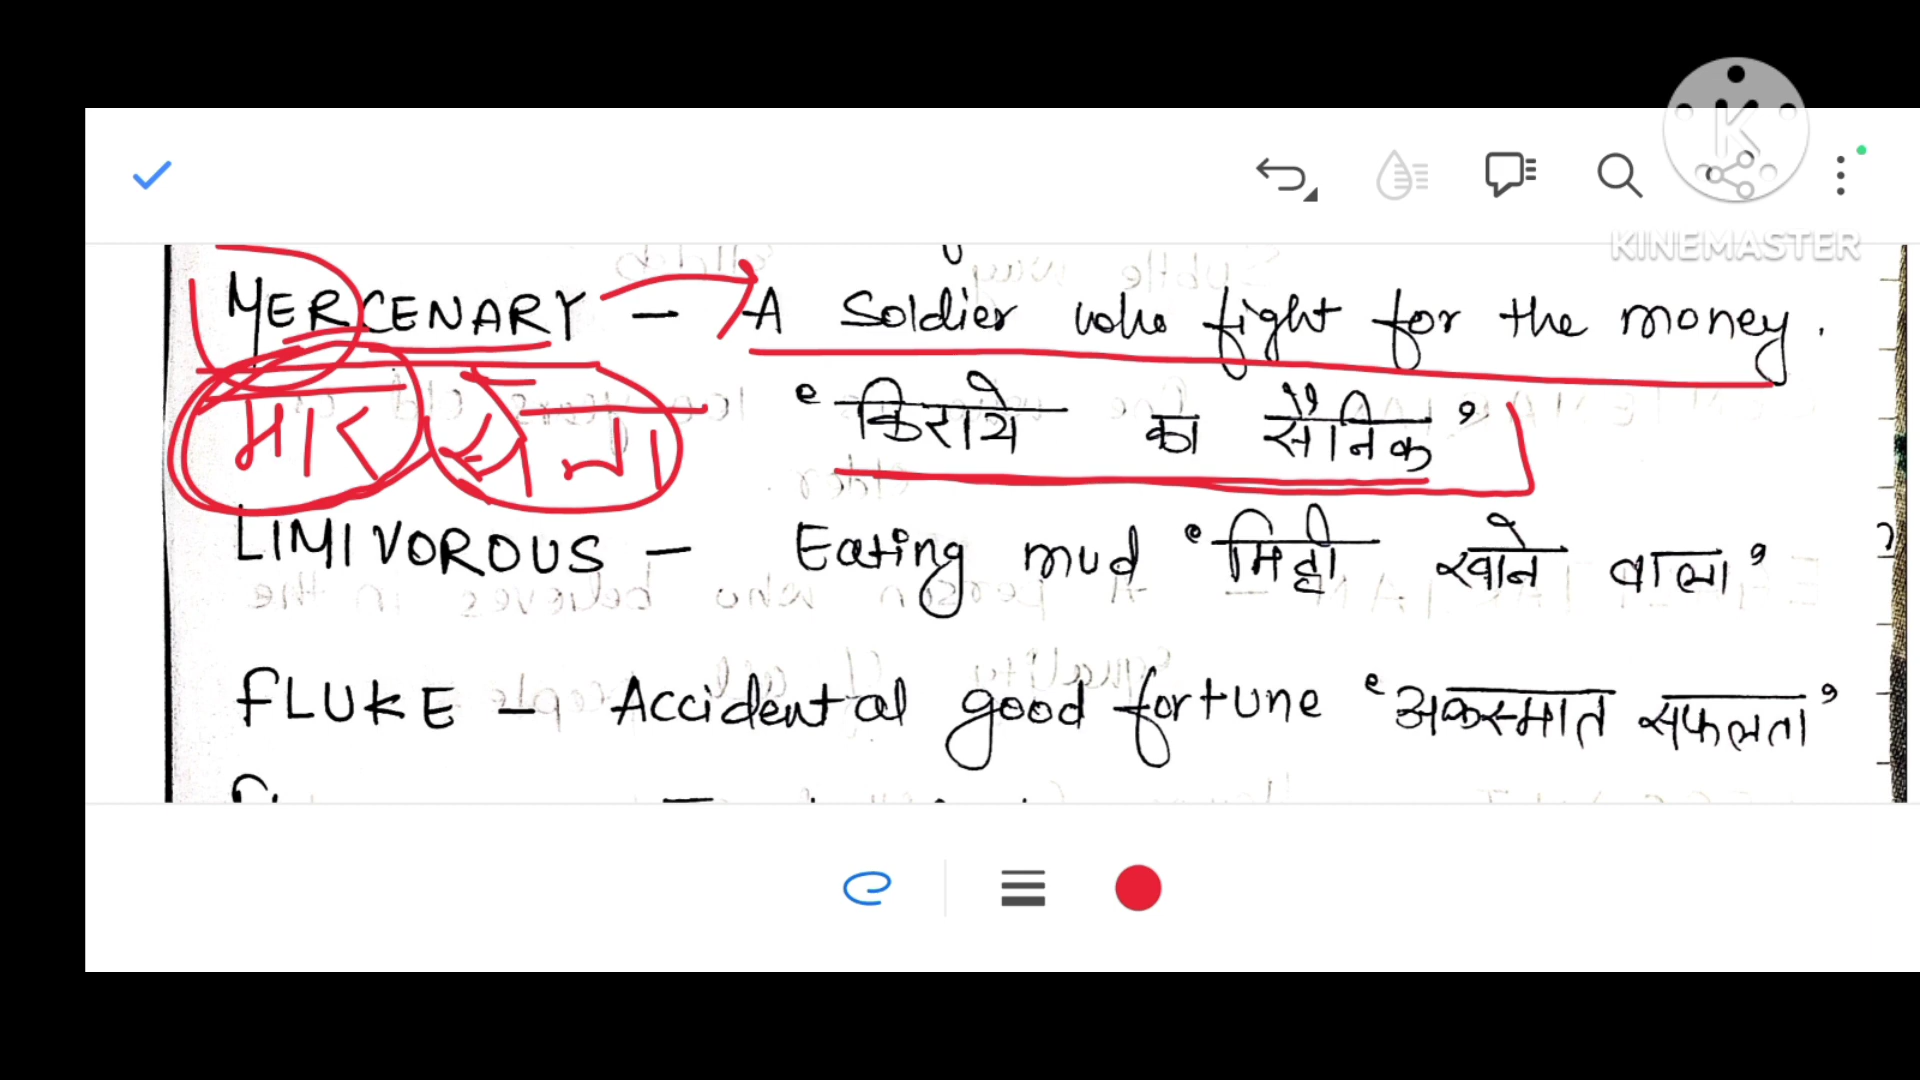 KINEMASTER
MERCENARY - A Soldier who fight for the money.
'किराये का सैनिक'
मार सेना
LIMIVOROUS - Eating mud 'मिट्टी खाने वाला'
FLUKE - Accidental good fortune 'अकस्मात सफलता'